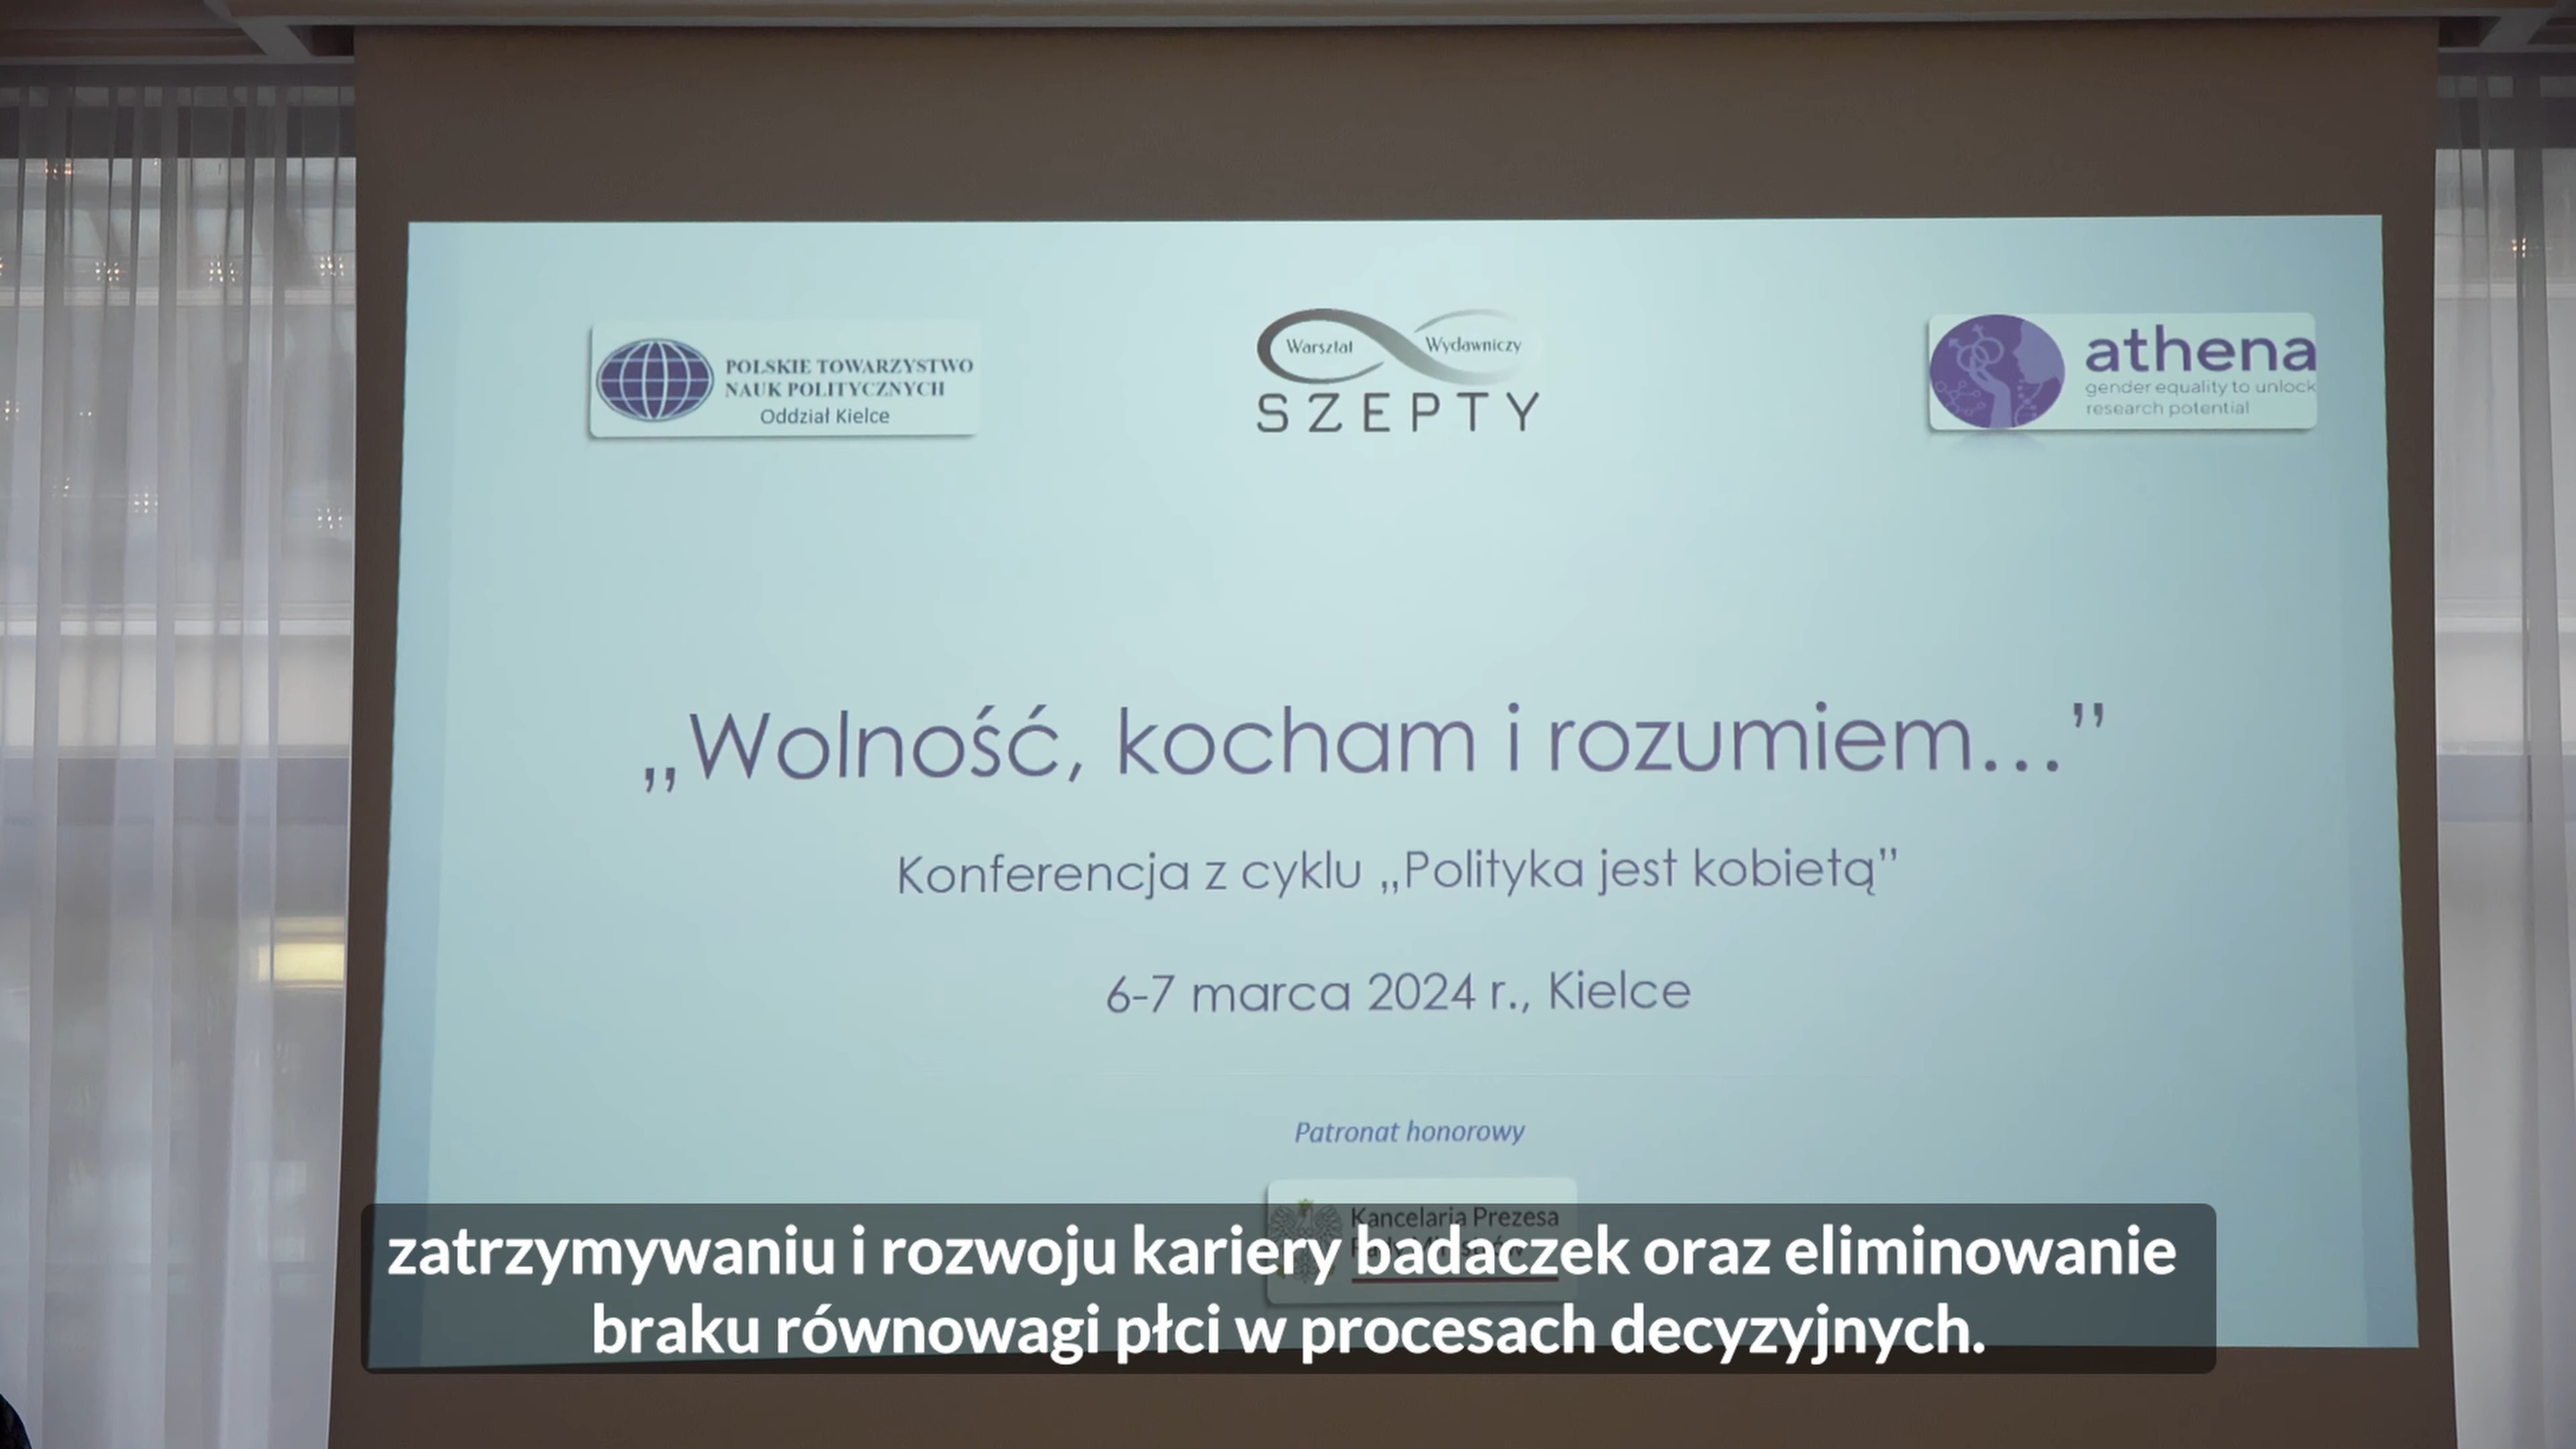 POLSKIE TOWARZYSTWO
NAUK POLITYCZNYCH
Oddział Kielce
Warsztat Wydawniczy
SZEPTY
athena
gender equality to unlock
research potential
„Wolność, kocham i rozumiem...”
Konferencja z cyklu „Polityka jest kobietą”
6-7 marca 2024 r., Kielce
Patronat honorowy
Kancelaria Prezesa
zatrzymywaniu i rozwoju kariery badaczek oraz eliminowanie
braku równowagi płci w procesach decyzyjnych.